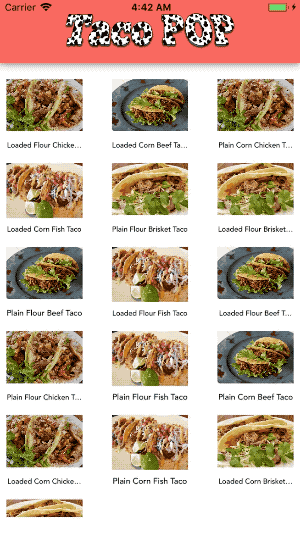 Carrier 4:42 AM
Taco POP
Loaded Flour Chicke... Loaded Corn Beef Ta... Plain Corn Chicken T...
Loaded Corn Fish Taco Plain Flour Brisket Taco Loaded Flour Brisket...
Plain Flour Beef Taco Loaded Flour Fish Taco Loaded Flour Beef T...
Plain Flour Chicken T... Plain Flour Fish Taco Plain Corn Beef Taco
Loaded Corn Chicke... Plain Corn Fish Taco Loaded Corn Brisket...